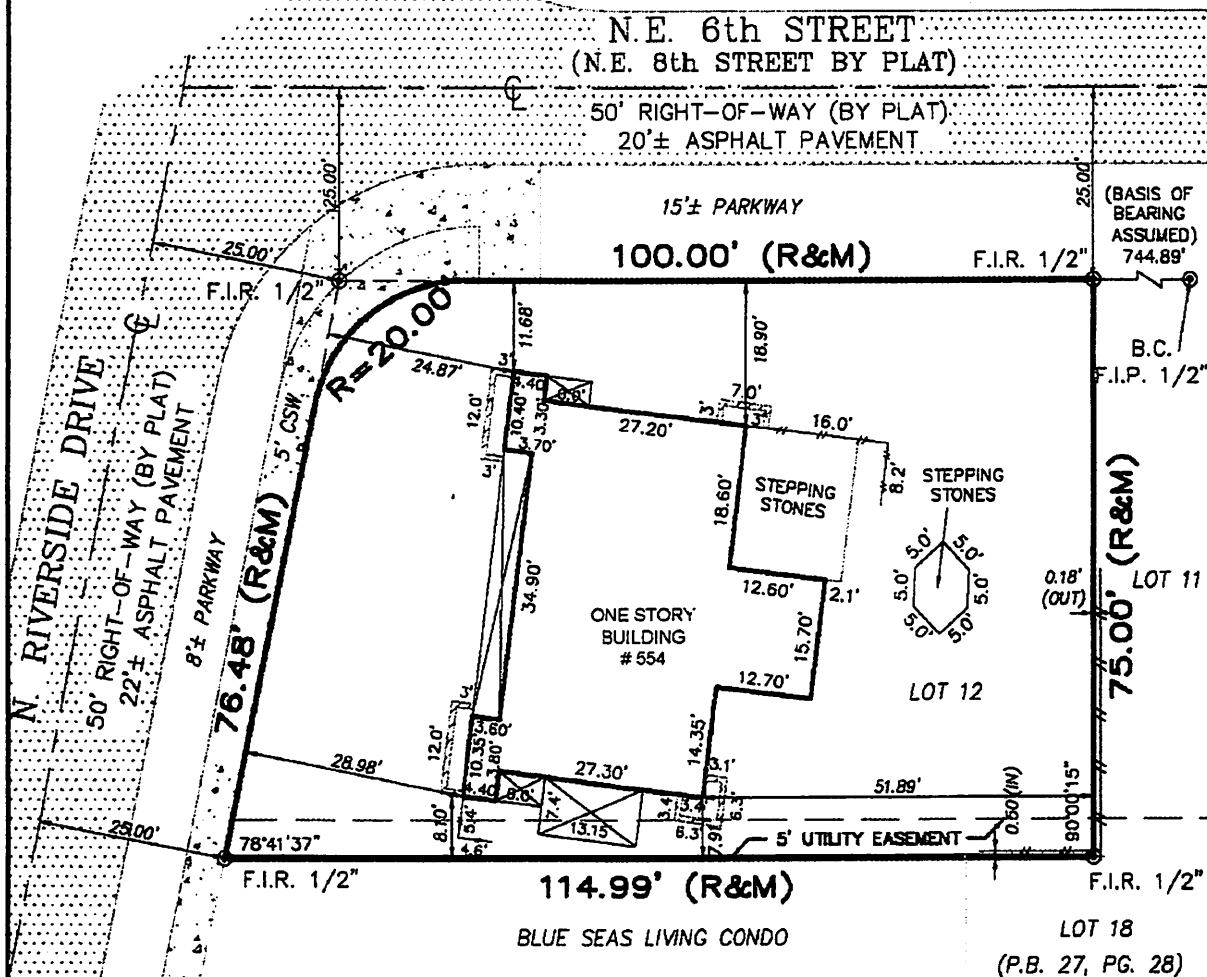 N.E. 6th STREET
(N.E. 8th STREET BY PLAT)
℄
50' RIGHT-OF-WAY (BY PLAT)
20'± ASPHALT PAVEMENT
25.00'
25.00'
(BASIS OF
BEARING
ASSUMED)
744.89'
15'± PARKWAY
25.00'
100.00' (R&M)
F.I.R. 1/2"
F.I.R. 1/2"
B.C.
F.I.P. 1/2"
℄
N. RIVERSIDE DRIVE
50' RIGHT-OF-WAY (BY PLAT)
22'± ASPHALT PAVEMENT
8'± PARKWAY
5' CSW
R=20.00'
76.48' (R&M)
11.68'
18.90'
24.87'
3'
3.40'
12.0'
10.40'
3.30'
3.70'
3'
27.20'
7.0'
3'
3'
16.0'
8.2'
STEPPING
STONES
STEPPING
STONES
18.60'
5.0'
5.0'
5.0'
5.0'
5.0'
5.0'
34.90'
12.60'
2.1'
0.18'
(OUT)
LOT 11
75.00' (R&M)
ONE STORY
BUILDING
# 554
15.70'
12.70'
LOT 12
3'
3.60'
12.0'
10.35'
3.80'
14.35'
28.98'
4.40'
27.30'
3.1'
8.10'
5.4'
4.6'
7.4'
13.15
3.4'
3.4'
6.3'
6.3'
7.91'
51.89'
0.50 (IN)
90°00'15"
25.00'
78°41'37"
5' UTILITY EASEMENT
F.I.R. 1/2"
114.99' (R&M)
F.I.R. 1/2"
BLUE SEAS LIVING CONDO
LOT 18
(P.B. 27, PG. 28)